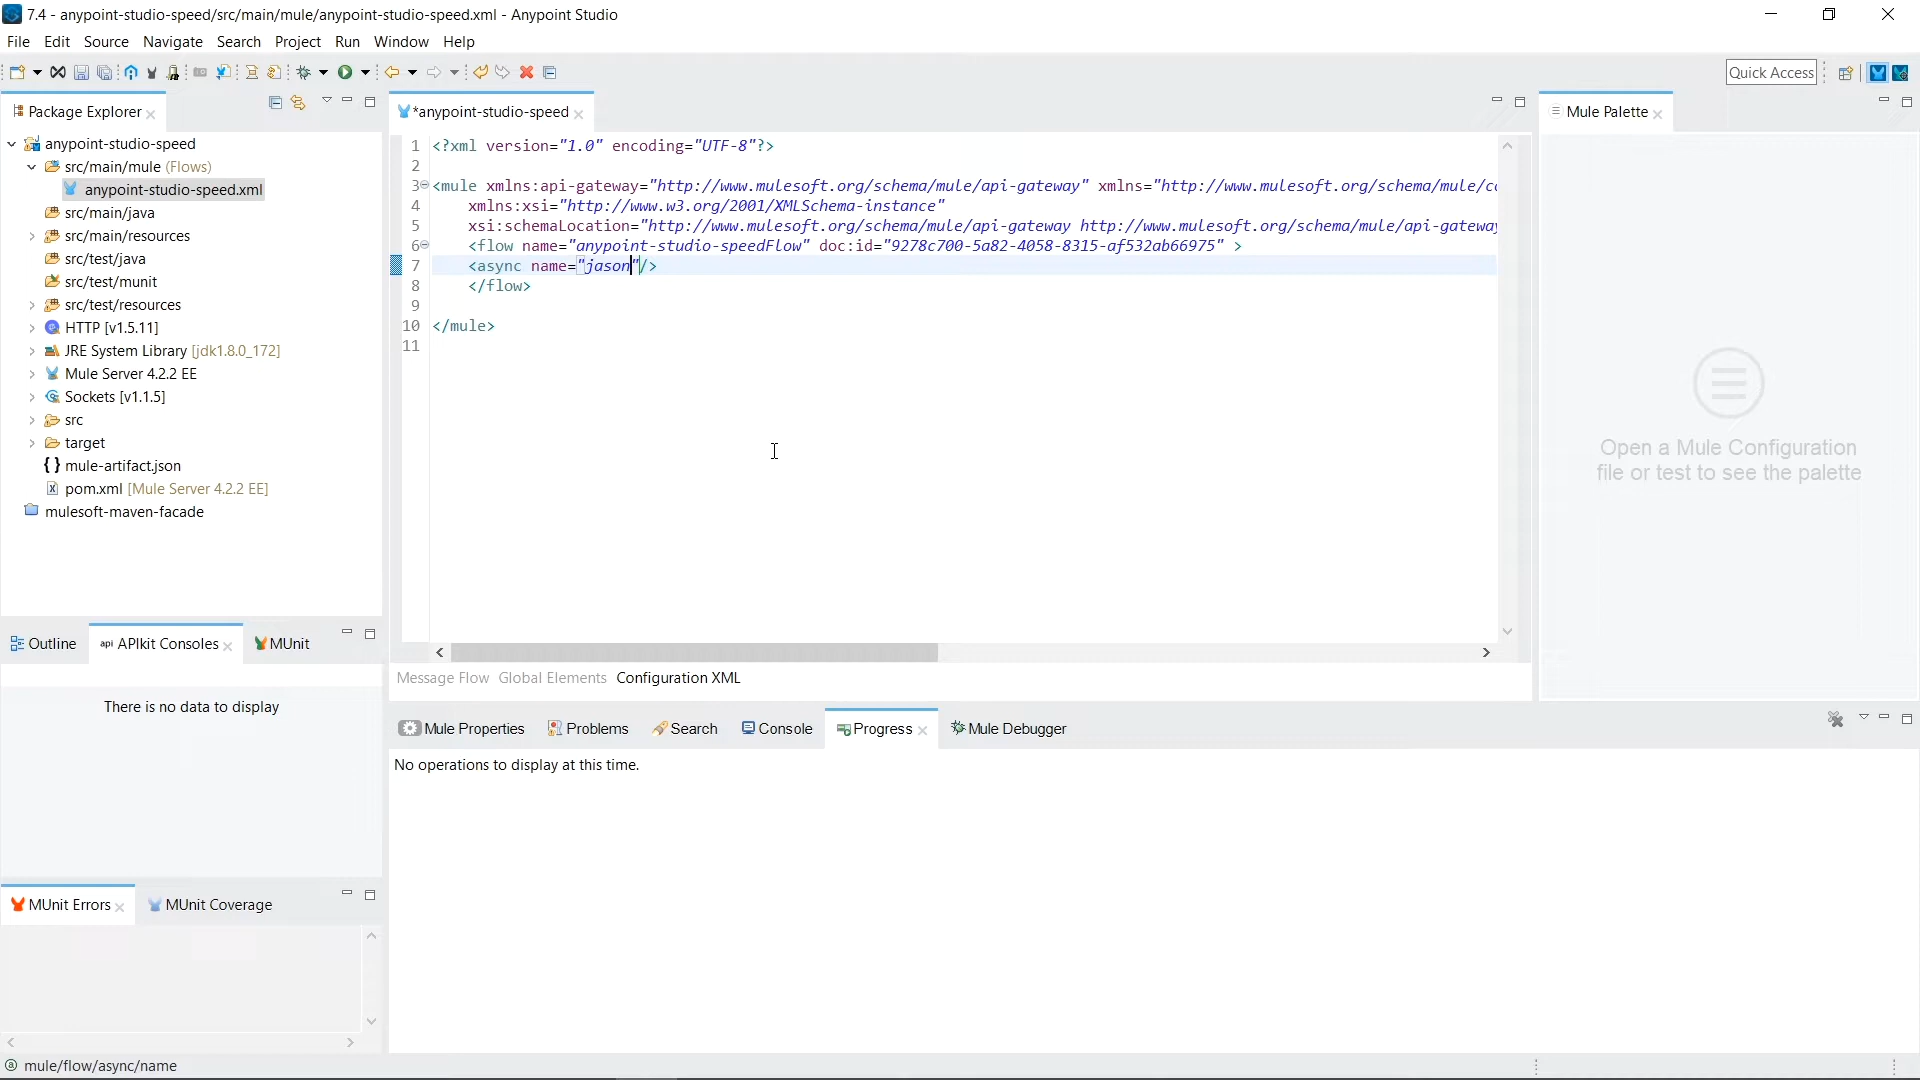 7.4 - anypoint-studio-speed/src/main/mule/anypoint-studio-speed.xml - Anypoint Studio
File Edit Source Navigate Search Project Run Window Help
Quick Access
Package Explorer
*anypoint-studio-speed
Mule Palette
anypoint-studio-speed
src/main/mule (Flows)
anypoint-studio-speed.xml
src/main/java
src/main/resources
src/test/java
src/test/munit
src/test/resources
HTTP [v1.5.11]
JRE System Library [jdk1.8.0_172]
Mule Server 4.2.2 EE
Sockets [v1.1.5]
src
target
{} mule-artifact.json
pom.xml [Mule Server 4.2.2 EE]
mulesoft-maven-facade
1 <?xml version="1.0" encoding="UTF-8"?>
2
3 <mule xmlns:api-gateway="http://www.mulesoft.org/schema/mule/api-gateway" xmlns="http://www.mulesoft.org/schema/mule/co
4 xmlns:xsi="http://www.w3.org/2001/XMLSchema-instance"
5 xsi:schemaLocation="http://www.mulesoft.org/schema/mule/api-gateway http://www.mulesoft.org/schema/mule/api-gateway
6 <flow name="anypoint-studio-speedFlow" doc:id="9278c700-5a82-4058-8315-af532ab66975" >
7 <async name="jason"/>
8 </flow>
9
10 </mule>
11
Open a Mule Configuration
file or test to see the palette
Message Flow Global Elements Configuration XML
Outline api APIkit Consoles MUnit
There is no data to display
Mule Properties Problems Search Console Progress Mule Debugger
No operations to display at this time.
MUnit Errors MUnit Coverage
mule/flow/async/name